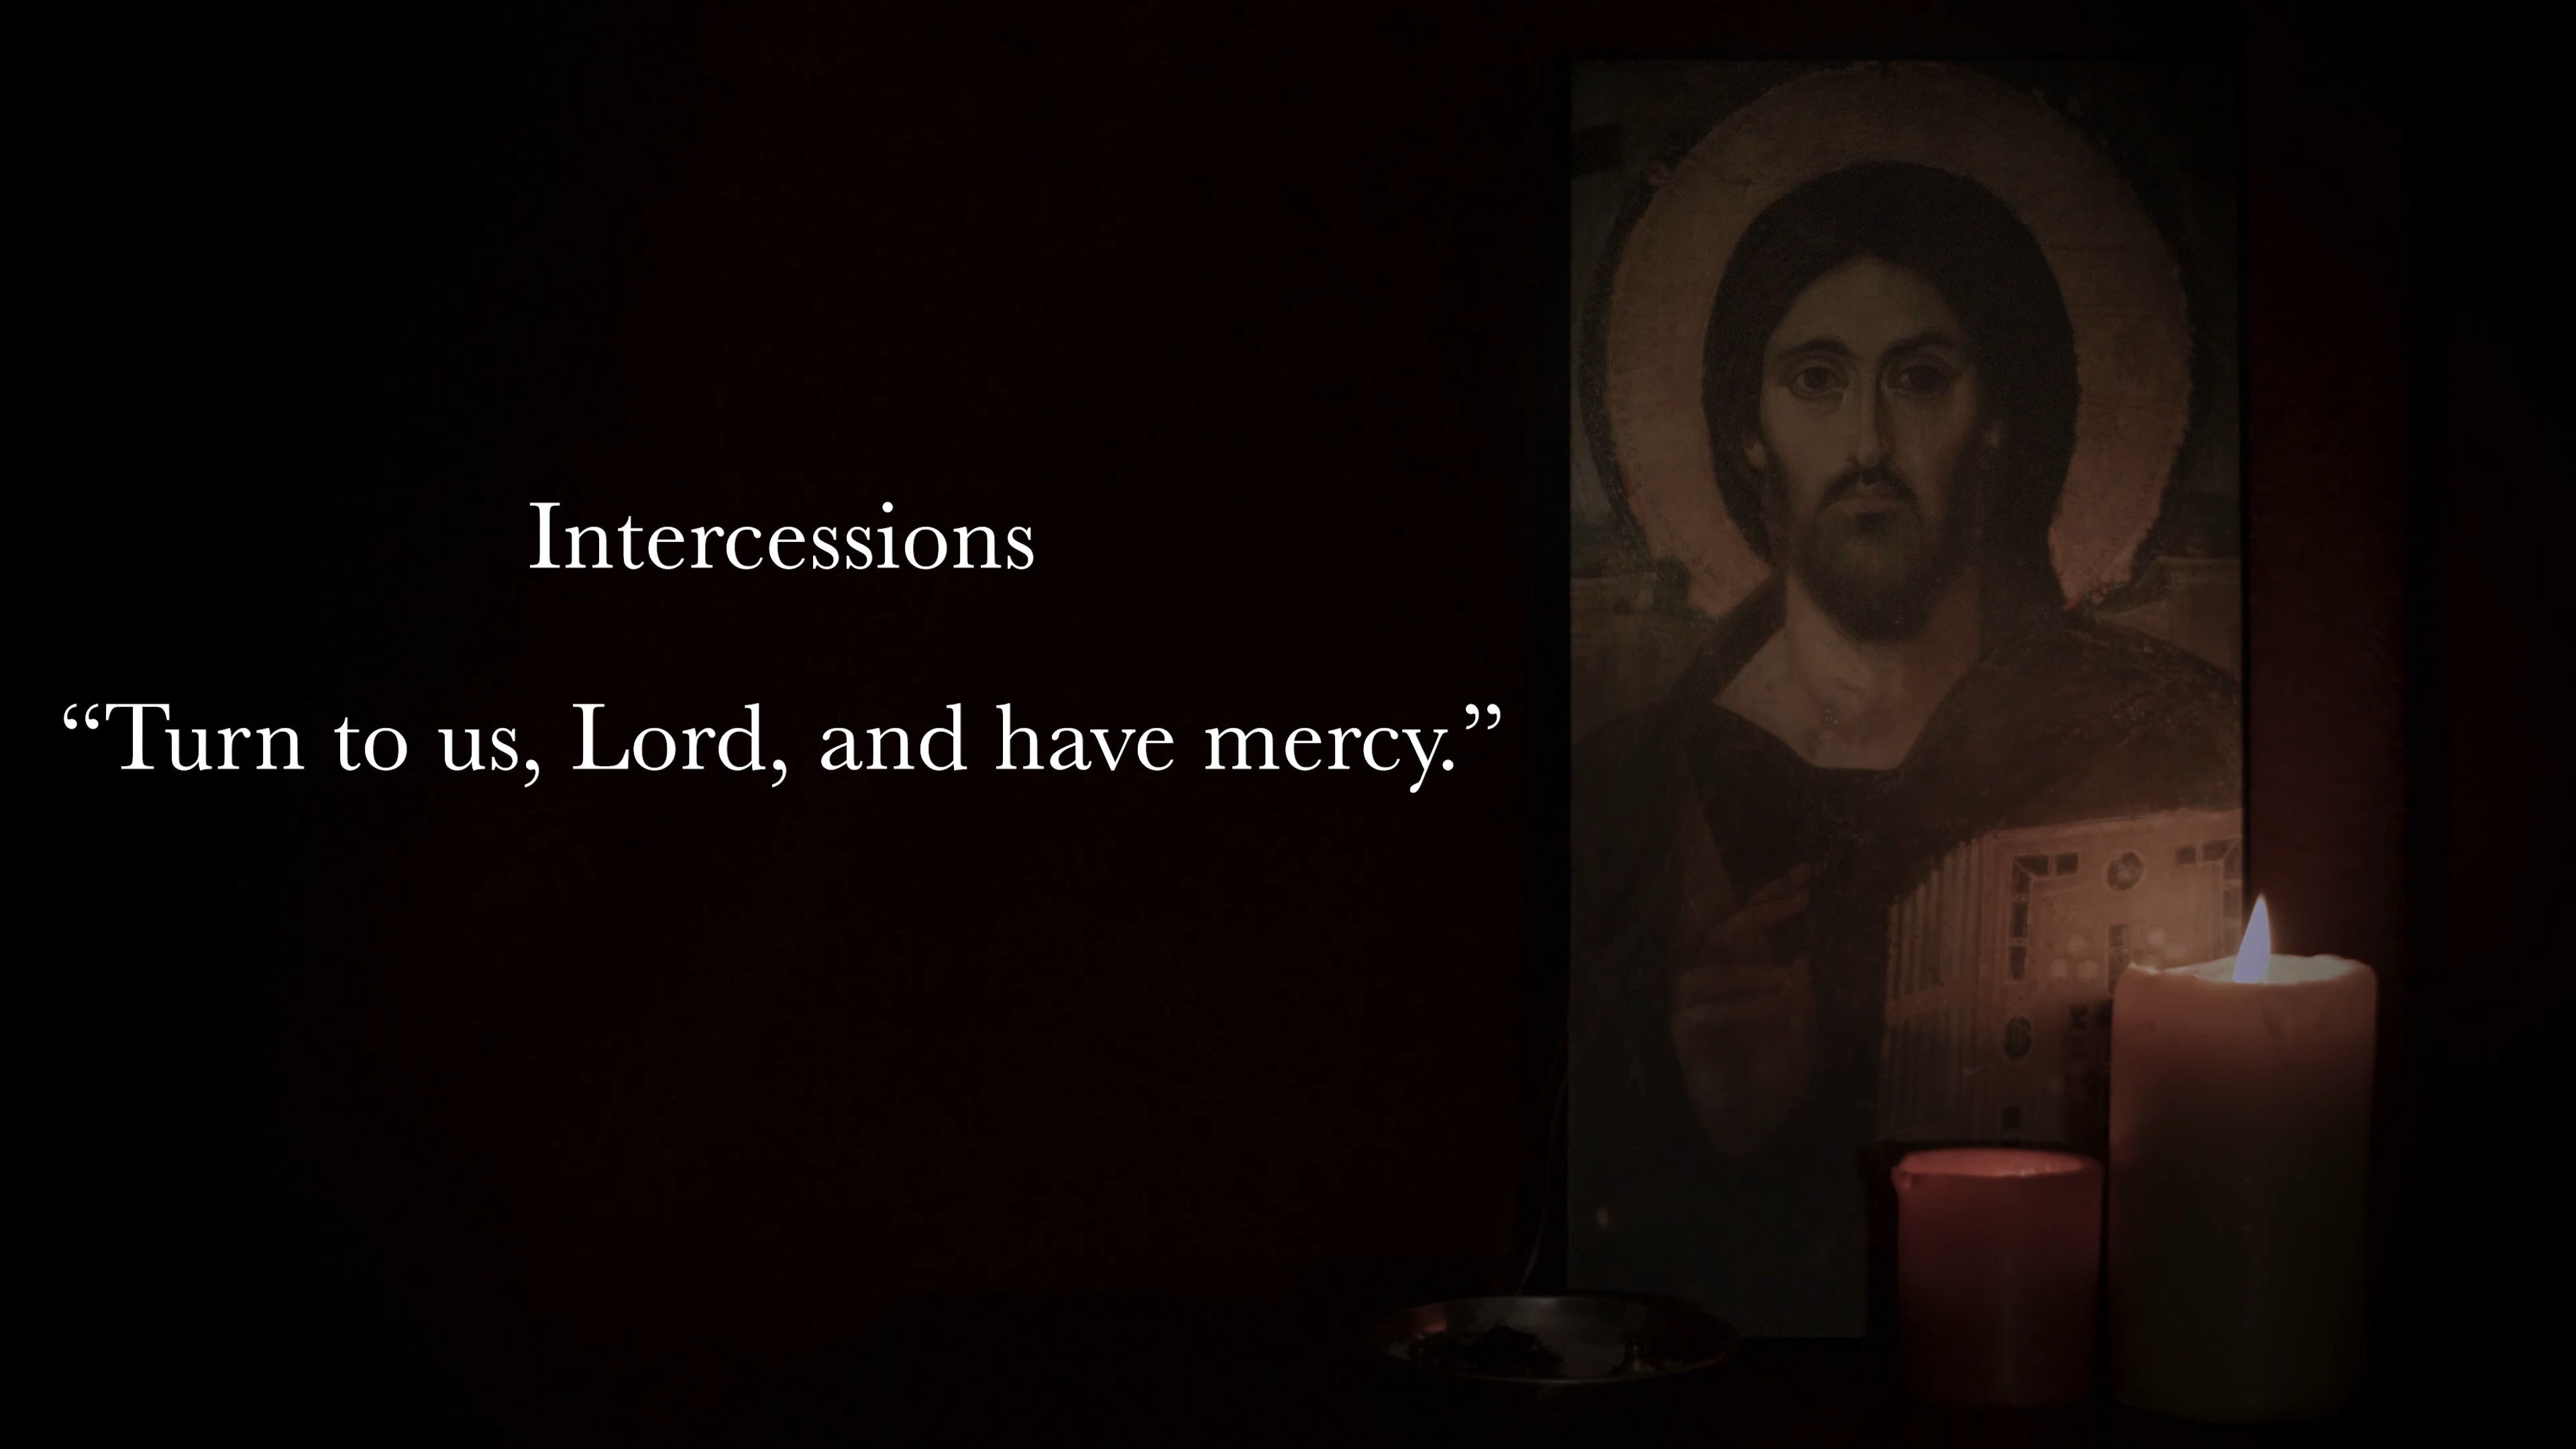 Intercessions
“Turn to us, Lord, and have mercy.”